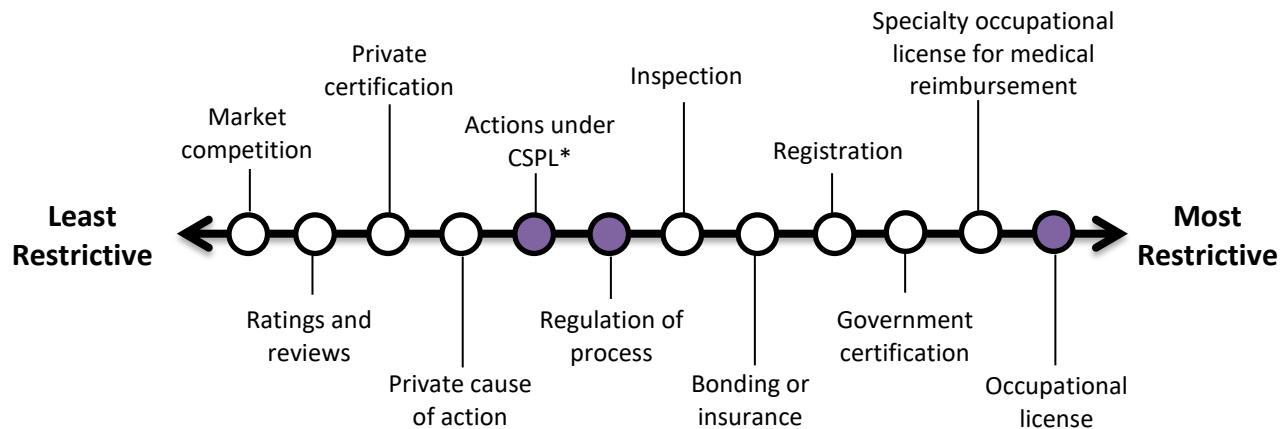 Least
Restrictive
Market
competition
Ratings and
reviews
Private
certification
Private cause
of action
Actions under
CSPL*
Regulation of
process
Inspection
Bonding or
insurance
Registration
Government
certification
Specialty occupational
license for medical
reimbursement
Occupational
license
Most
Restrictive